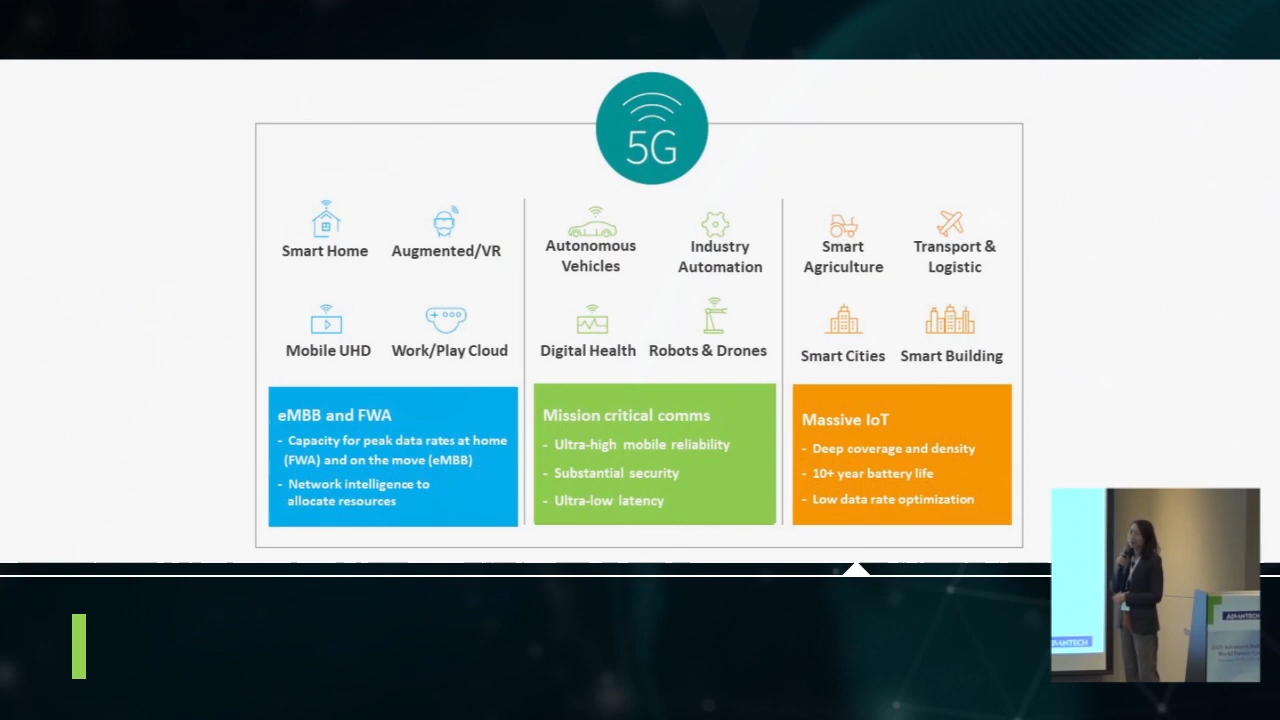 5G
Smart Home
Augmented/VR
Mobile UHD
Work/Play Cloud
eMBB and FWA
- Capacity for peak data rates at home
(FWA) and on the move (eMBB)
- Network intelligence to
allocate resources
Autonomous
Vehicles
Industry
Automation
Digital Health
Robots & Drones
Mission critical comms
- Ultra-high mobile reliability
- Substantial security
- Ultra-low latency
Smart
Agriculture
Transport &
Logistic
Smart Cities
Smart Building
Massive IoT
- Deep coverage and density
- 10+ year battery life
- Low data rate optimization
ADVANTECH
ADVANTECH